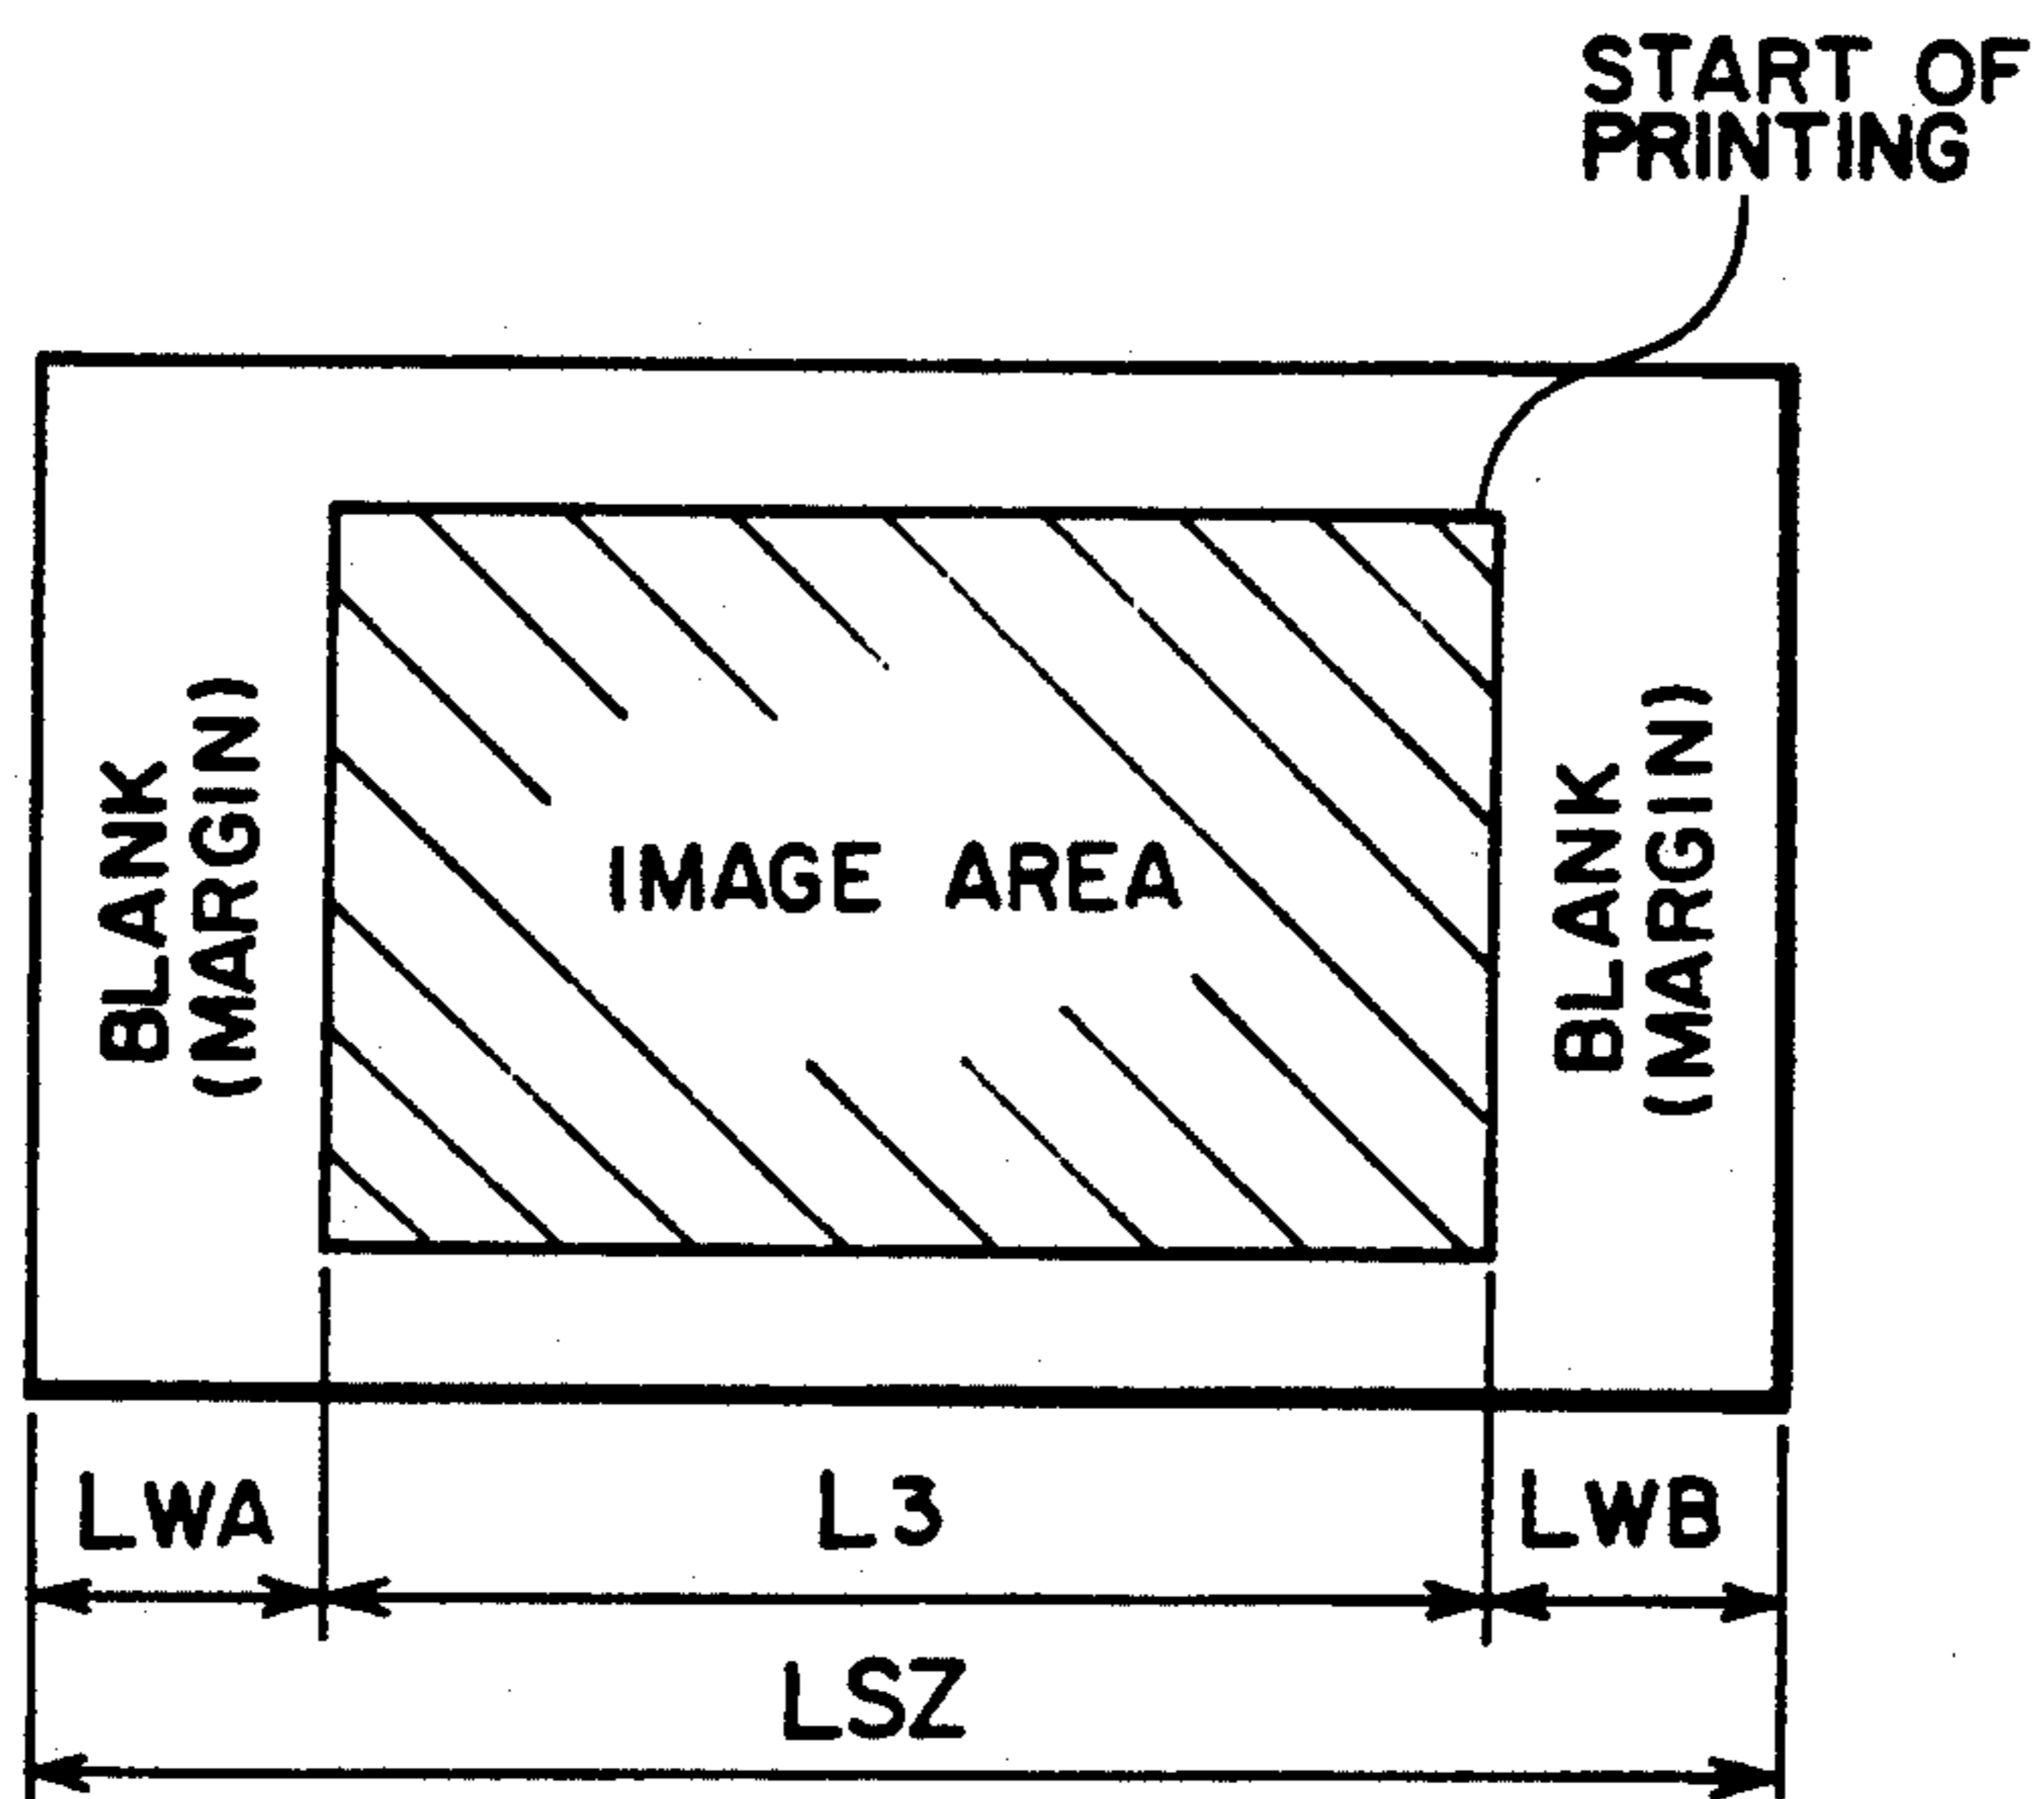 START OF
PRINTING
BLANK
(MARGIN)
IMAGE AREA
BLANK
(MARGIN)
LWA
L3
LWB
LSZ